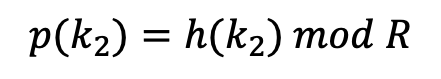 p(k₂) = h(k₂) mod R